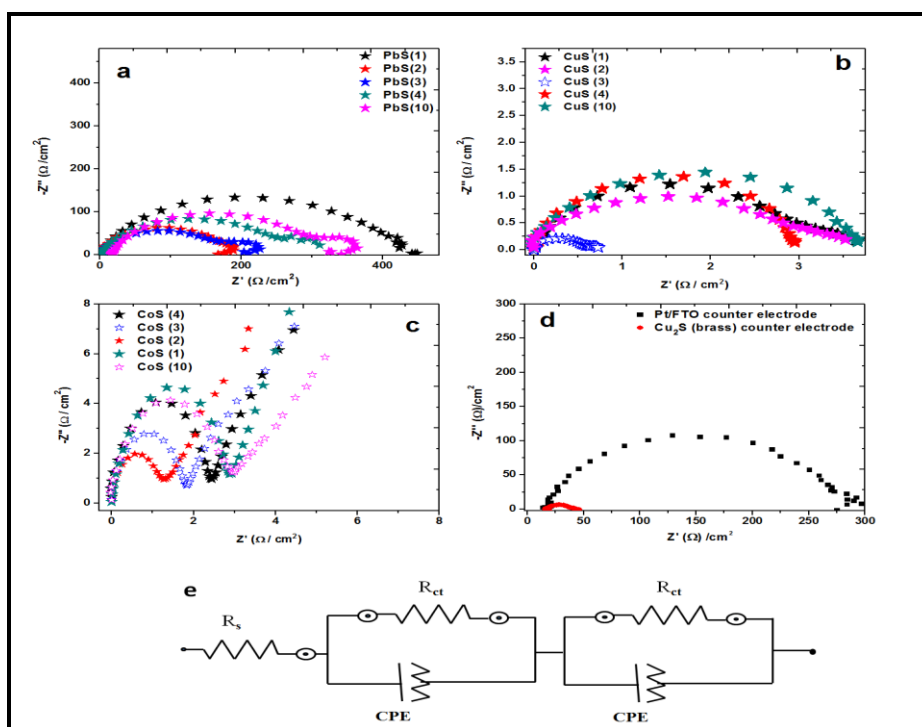 a
PbS(1)
PbS(2)
PbS(3)
PbS(4)
PbS(10)
-Z'' (Ω /cm²)
400
300
200
100
0
0
200
400
Z' (Ω /cm²)
b
CuS (1)
CuS (2)
CuS (3)
CuS (4)
CuS (10)
-Z'' (Ω /cm²)
3.5
3.0
2.5
2.0
1.5
1.0
0.5
0.0
0
1
2
3
Z' (Ω /cm²)
c
CoS (4)
CoS (3)
CoS (2)
CoS (1)
CoS (10)
-Z'' (Ω / cm²)
8
6
4
2
0
0
2
4
6
8
Z' (Ω / cm²)
d
Pt/FTO counter electrode
Cu₂S (brass) counter electrode
-Z'' (Ω)/cm²
300
250
200
150
100
50
0
0
50
100
150
200
250
300
Z' (Ω) /cm²
e
Rs
Rct
Rct
CPE
CPE